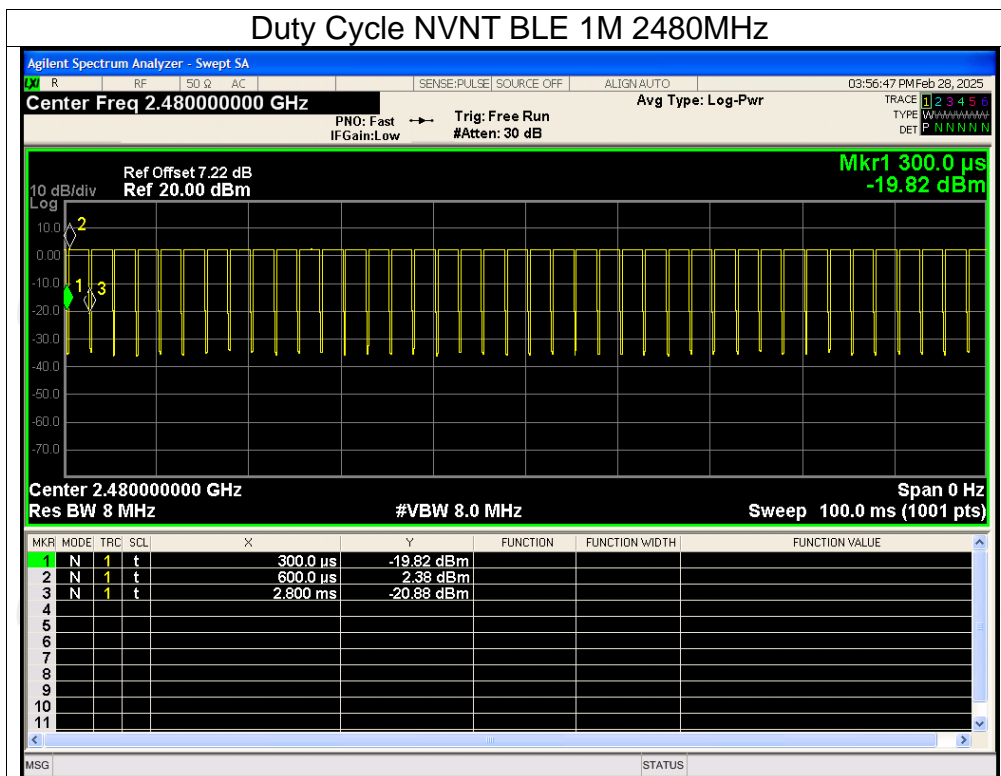 Duty Cycle NVNT BLE 1M 2480MHz
Agilent Spectrum Analyzer - Swept SA
LXI R RF 50 Ω AC SENSE:PULSE SOURCE OFF ALIGN AUTO 03:56:47 PM Feb 28, 2025
Center Freq 2.480000000 GHz Avg Type: Log-Pwr TRACE 1 2 3 4 5 6
PNO: Fast Trig: Free Run TYPE WWWWWW
IFGain:Low #Atten: 30 dB DET P N N N N N
Mkr1 300.0 µs
Ref Offset 7.22 dB
10 dB/div Ref 20.00 dBm -19.82 dBm
Log
10.0
0.00
-10.0
-20.0
-30.0
-40.0
-50.0
-60.0
-70.0
2
1
3
Center 2.480000000 GHz Span 0 Hz
Res BW 8 MHz #VBW 8.0 MHz Sweep 100.0 ms (1001 pts)
MKR MODE TRC SCL X Y FUNCTION FUNCTION WIDTH FUNCTION VALUE
1 N 1 t 300.0 µs -19.82 dBm
2 N 1 t 600.0 µs 2.38 dBm
3 N 1 t 2.800 ms -20.88 dBm
4
5
6
7
8
9
10
11
MSG STATUS